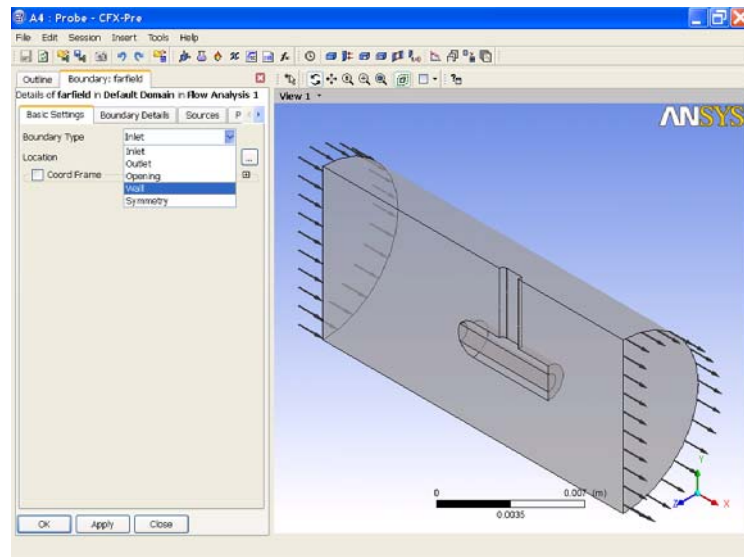 A4 : Probe - CFX-Pre
File Edit Session Insert Tools Help
Outline Boundary: farfield
Details of farfield in Default Domain in Flow Analysis 1
Basic Settings Boundary Details Sources P
Boundary Type Inlet
Inlet
Location Outlet
Coord Frame Opening
Wall
Symmetry
OK Apply Close
View 1
ANSYS
0 0.007 (m)
0.0035
Y
Z X